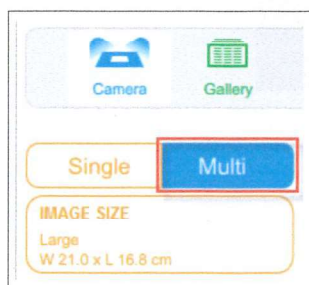 Camera Gallery
Single Multi
IMAGE SIZE
Large
W 21.0 x L 16.8 cm